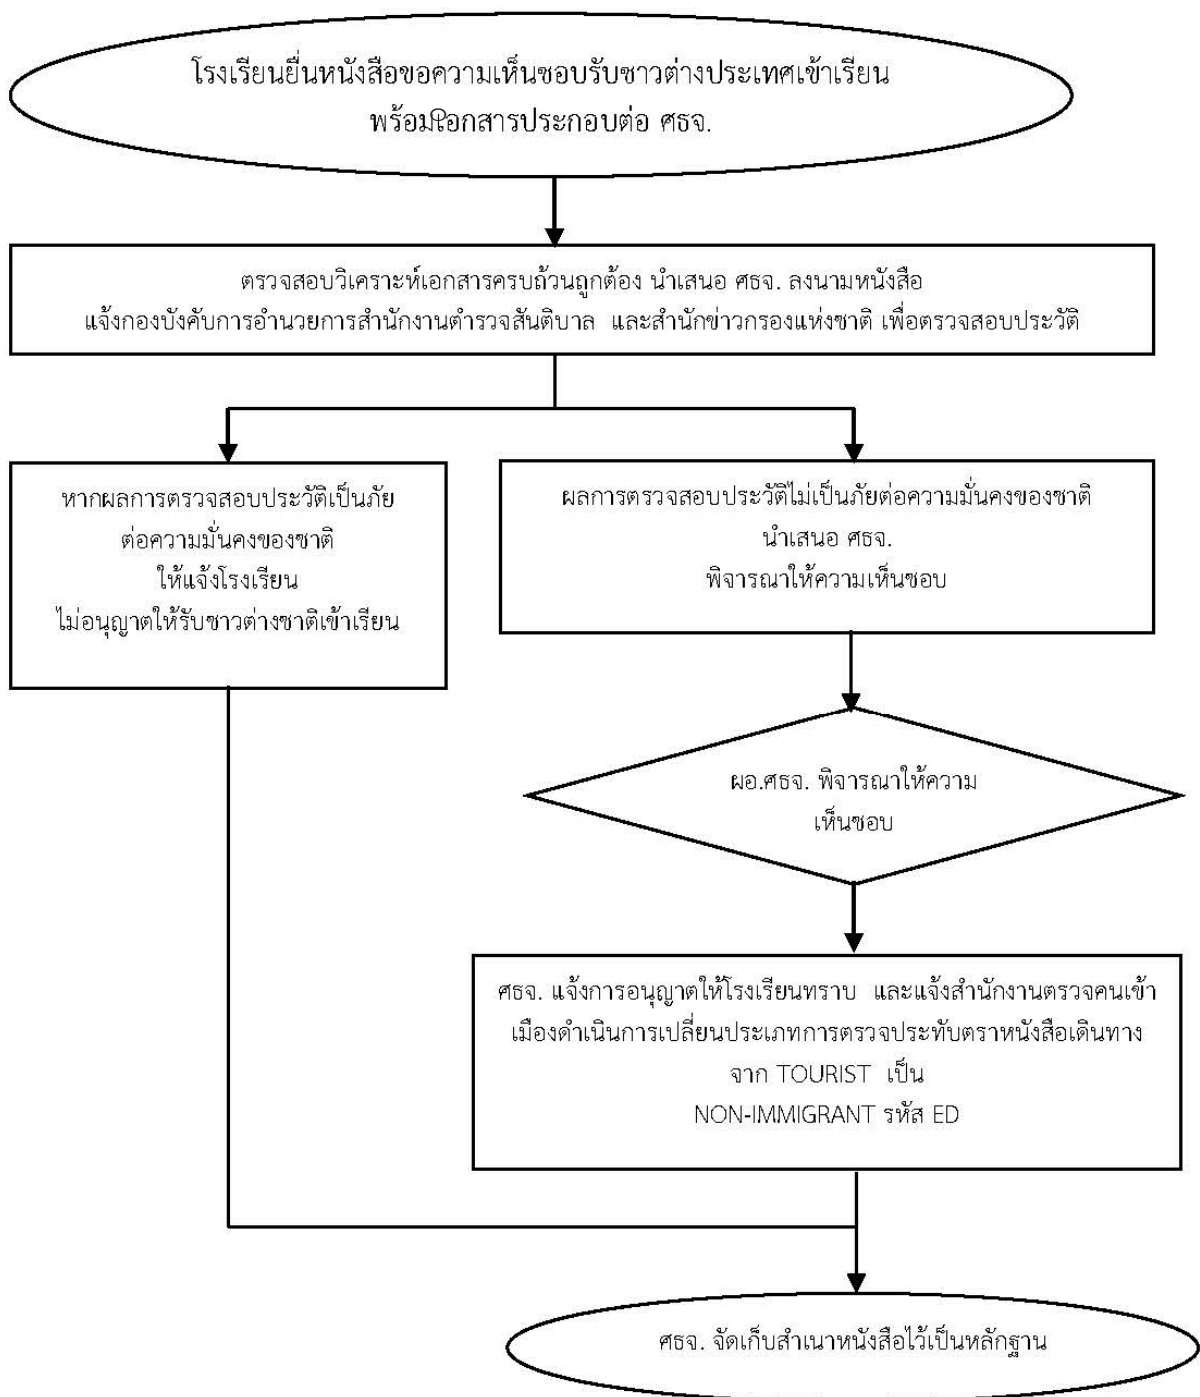 โรงเรียนยื่นหนังสือขอความเห็นชอบรับชาวต่างประเทศเข้าเรียน
พร้อมเอกสารประกอบต่อ ศธจ.
ตรวจสอบวิเคราะห์เอกสารครบถ้วนถูกต้อง นำเสนอ ศธจ. ลงนามหนังสือ
แจ้งกองบังคับการอำนวยการสำนักงานตำรวจสันติบาล และสำนักข่าวกรองแห่งชาติ เพื่อตรวจสอบประวัติ
หากผลการตรวจสอบประวัติเป็นภัย
ต่อความมั่นคงของชาติ
ให้แจ้งโรงเรียน
ไม่อนุญาตให้รับชาวต่างชาติเข้าเรียน
ผลการตรวจสอบประวัติไม่เป็นภัยต่อความมั่นคงของชาติ
นำเสนอ ศธจ.
พิจารณาให้ความเห็นชอบ
ผอ.ศธจ. พิจารณาให้ความ
เห็นชอบ
ศธจ. แจ้งการอนุญาตให้โรงเรียนทราบ และแจ้งสำนักงานตรวจคนเข้า
เมืองดำเนินการเปลี่ยนประเภทการตรวจประทับตราหนังสือเดินทาง
จาก TOURIST เป็น
NON-IMMIGRANT รหัส ED
ศธจ. จัดเก็บสำเนาหนังสือไว้เป็นหลักฐาน